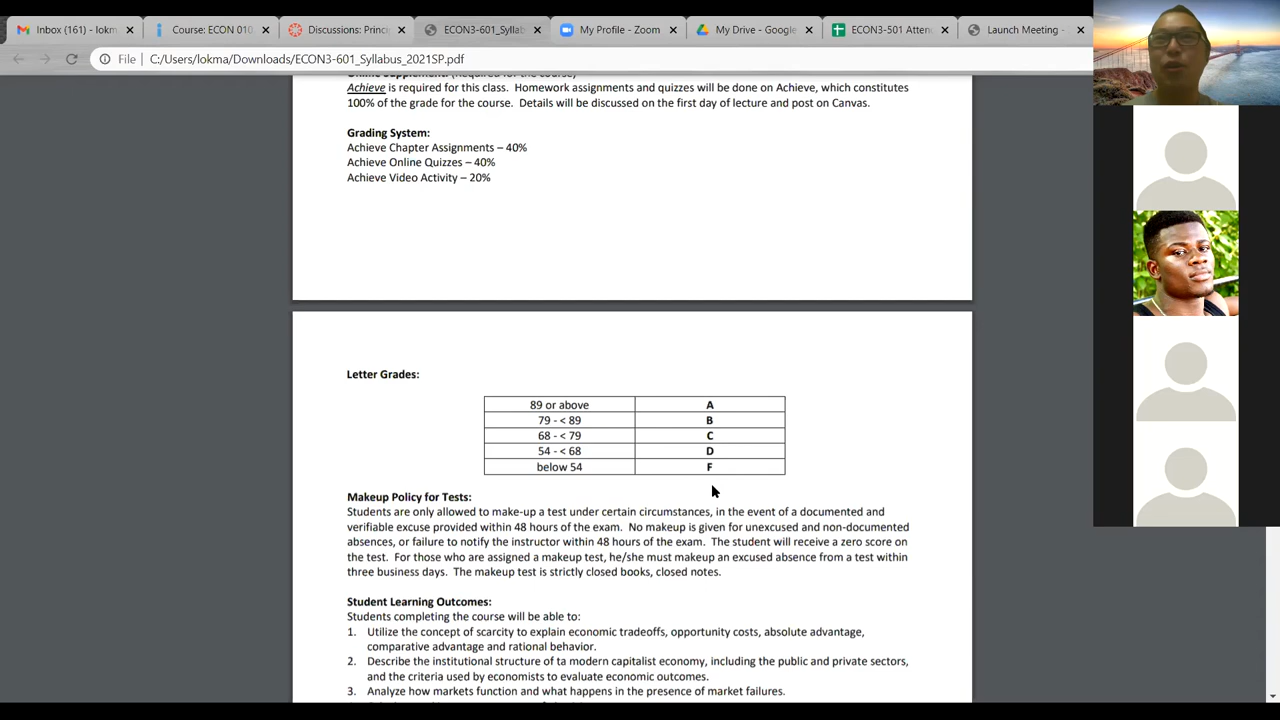 Inbox (161) - lokm
Course: ECON 010
Discussions: Princ
ECON3-601_Syllab
My Profile - Zoom
My Drive - Google
ECON3-501 Atten
Launch Meeting -
File | C:/Users/lokma/Downloads/ECON3-601_Syllabus_2021SP.pdf
Online Supplement: (required for the course)
Achieve is required for this class. Homework assignments and quizzes will be done on Achieve, which constitutes
100% of the grade for the course. Details will be discussed on the first day of lecture and post on Canvas.
Grading System:
Achieve Chapter Assignments – 40%
Achieve Online Quizzes – 40%
Achieve Video Activity – 20%
Letter Grades:
89 or above A
79 - < 89 B
68 - < 79 C
54 - < 68 D
below 54 F
Makeup Policy for Tests:
Students are only allowed to make-up a test under certain circumstances, in the event of a documented and
verifiable excuse provided within 48 hours of the exam. No makeup is given for unexcused and non-documented
absences, or failure to notify the instructor within 48 hours of the exam. The student will receive a zero score on
the test. For those who are assigned a makeup test, he/she must makeup an excused absence from a test within
three business days. The makeup test is strictly closed books, closed notes.
Student Learning Outcomes:
Students completing the course will be able to:
1. Utilize the concept of scarcity to explain economic tradeoffs, opportunity costs, absolute advantage,
comparative advantage and rational behavior.
2. Describe the institutional structure of ta modern capitalist economy, including the public and private sectors,
and the criteria used by economists to evaluate economic outcomes.
3. Analyze how markets function and what happens in the presence of market failures.